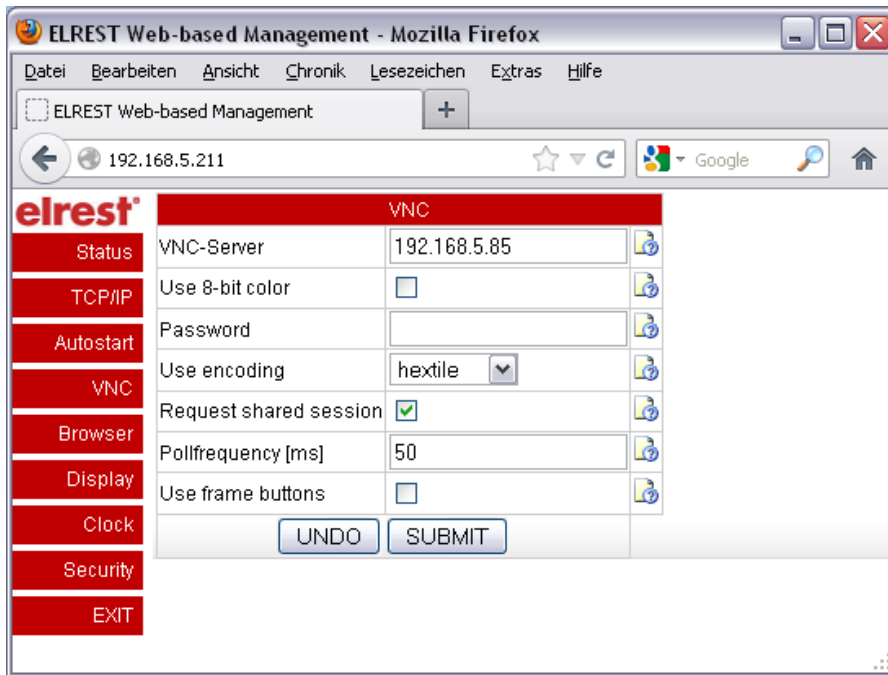 ELREST Web-based Management - Mozilla Firefox
Datei Bearbeiten Ansicht Chronik Lesezeichen Extras Hilfe
ELREST Web-based Management +
192.168.5.211 Google
elrest®
VNC
Status
TCP/IP
Autostart
VNC
Browser
Display
Clock
Security
EXIT
VNC-Server 192.168.5.85
Use 8-bit color
Password
Use encoding hextile
Request shared session
Pollfrequency [ms] 50
Use frame buttons
UNDO SUBMIT